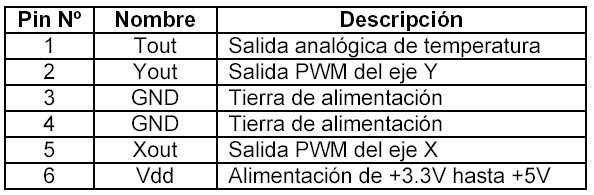 Pin Nº Nombre Descripción
1 Tout Salida analógica de temperatura
2 Yout Salida PWM del eje Y
3 GND Tierra de alimentación
4 GND Tierra de alimentación
5 Xout Salida PWM del eje X
6 Vdd Alimentación de +3.3V hasta +5V